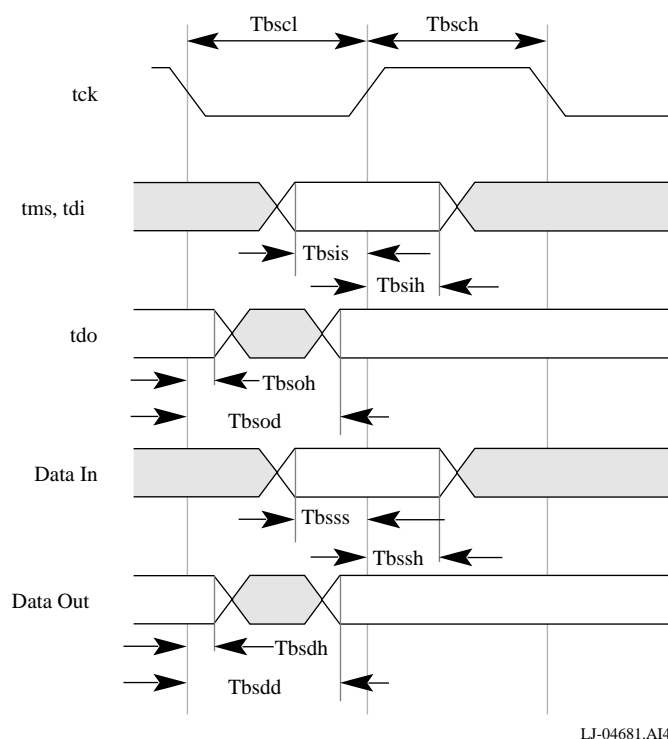 Tbscl Tbsch
tck
tms, tdi
Tbsis
Tbsih
tdo
Tbsoh
Tbsod
Data In
Tbsss
Tbssh
Data Out
Tbsdh
Tbsdd
LJ-04681.AI4